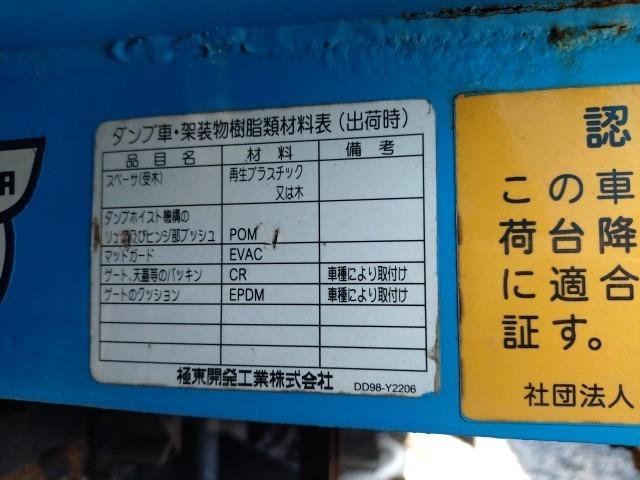 ダンプ車・架装物樹脂類材料表(出荷時)
品目名 材料 備考
スペーサ(受木) 再生プラスチック
又は木
ダンプホイスト機構の
リンク及びヒンジ部ブッシュ POM
マッドガード EVAC
ゲート、天蓋等のパッキン CR 車種により取付け
ゲートのクッション EPDM 車種により取付け
極東開発工業株式会社 DD98-Y2206
認
この車
荷台降
に適合
証す。
社団法人